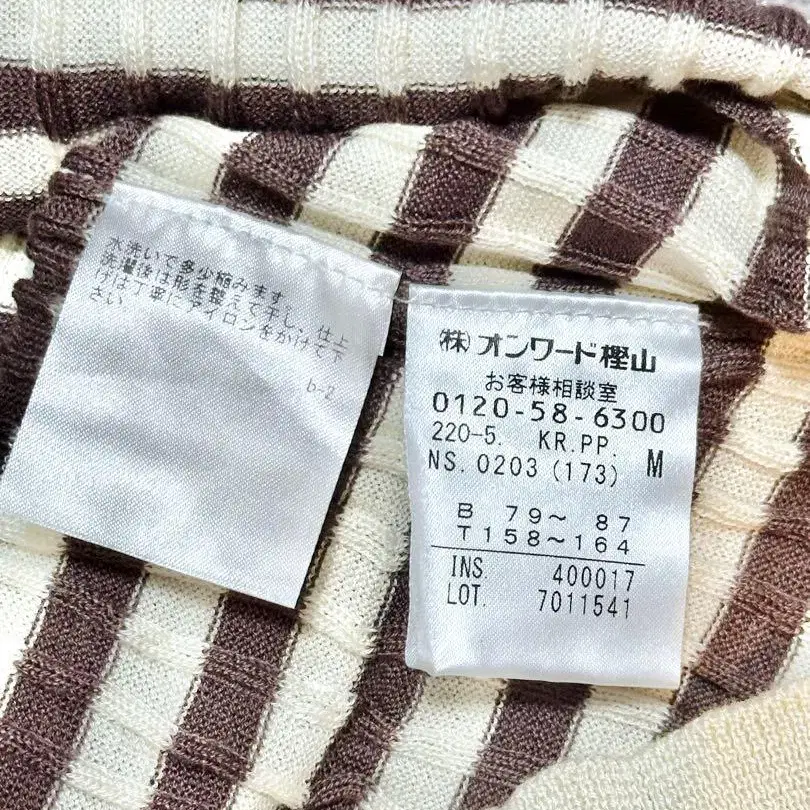 水洗いで多少縮みます。
洗濯後は形を整えて干し、仕上
げは丁寧にアイロンをかけて下
さい
b-2
(株)オンワード樫山
お客様相談室
0120-58-6300
220-5. KR.PP. M
NS.0203(173)
B 79〜 87
T158〜164
INS. 400017
LOT. 7011541